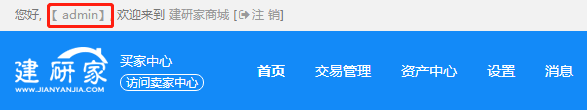 您好,【 admin】, 欢迎来到 建研家商城 [注 销]
建研家
WWW.JIANYANJIA.COM
买家中心
访问卖家中心
首页 交易管理 资产中心 设置 消息